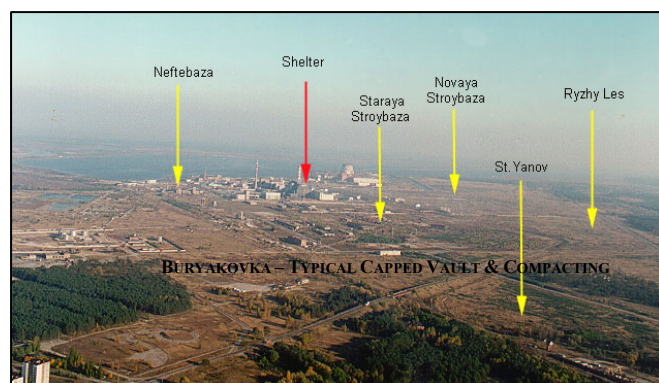 Neftebaza
Shelter
Staraya
Stroybaza
Novaya
Stroybaza
Ryzhy Les
St.Yanov
BURYAKOVKA – TYPICAL CAPPED VAULT & COMPACTING